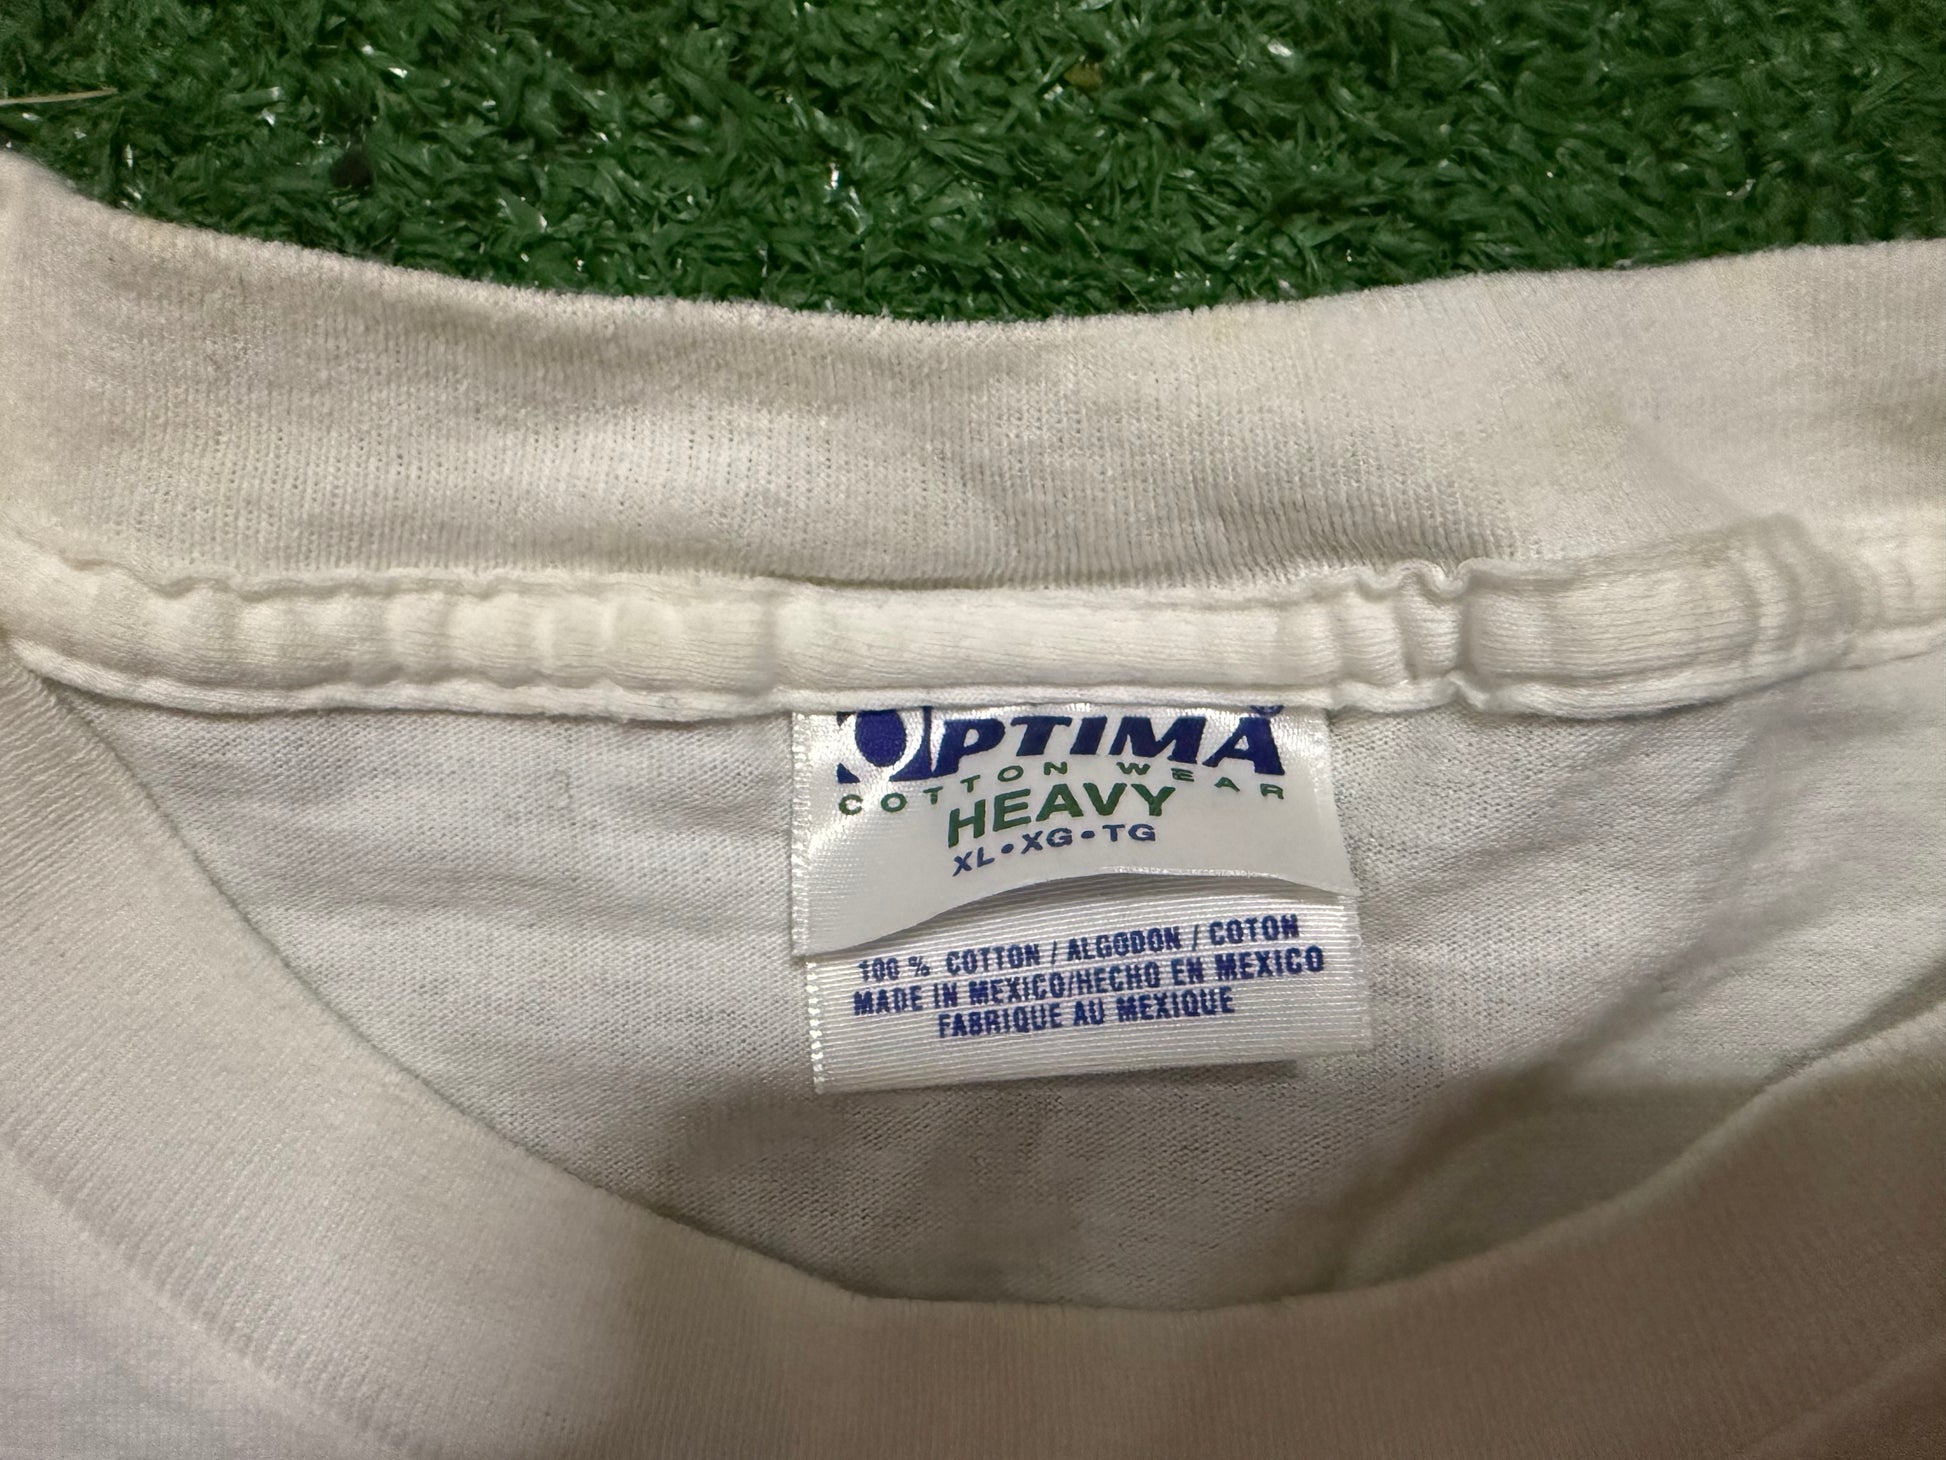 OPTIMA®
COTTON WEAR
HEAVY
XL•XG•TG
100 % COTTON / ALGODON / COTON
MADE IN MEXICO/HECHO EN MEXICO
FABRIQUE AU MEXIQUE